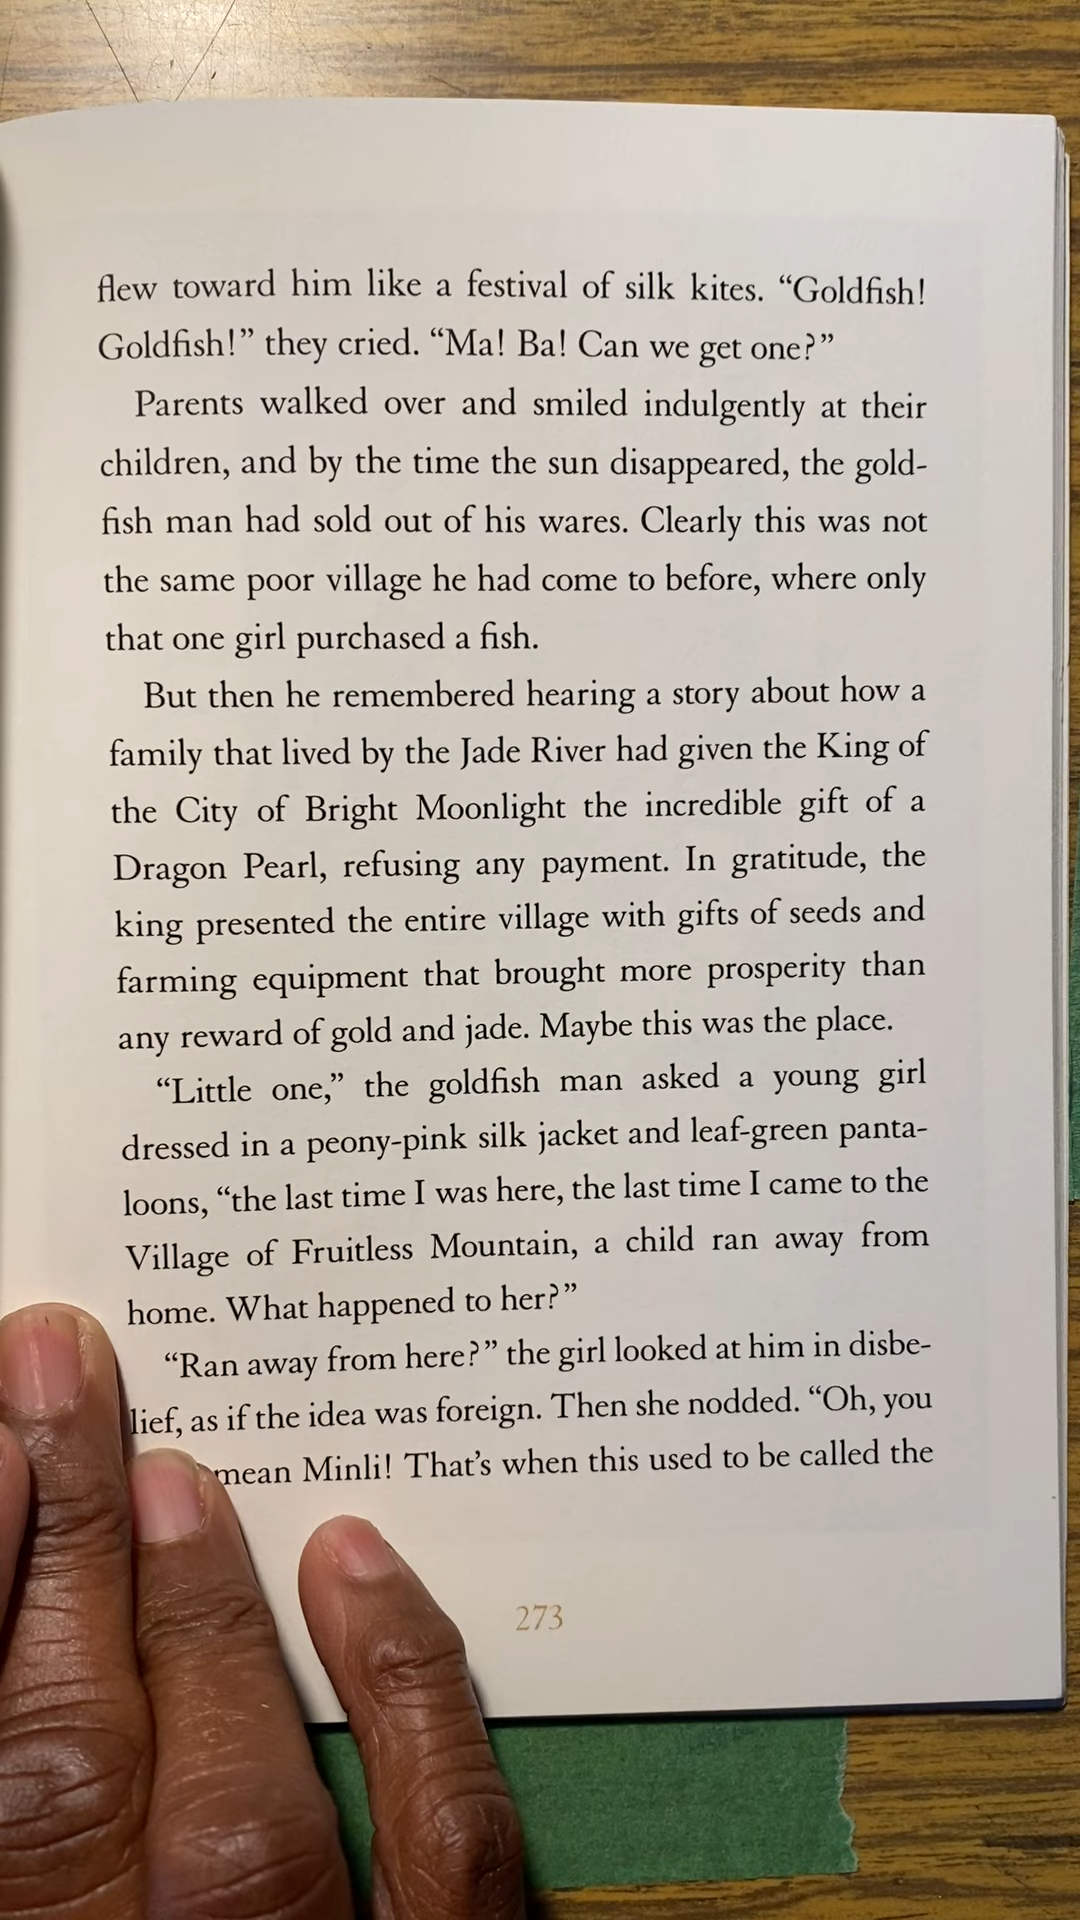 flew toward him like a festival of silk kites. “Goldfish!
Goldfish!” they cried. “Ma! Ba! Can we get one?”
Parents walked over and smiled indulgently at their
children, and by the time the sun disappeared, the gold-
fish man had sold out of his wares. Clearly this was not
the same poor village he had come to before, where only
that one girl purchased a fish.
But then he remembered hearing a story about how a
family that lived by the Jade River had given the King of
the City of Bright Moonlight the incredible gift of a
Dragon Pearl, refusing any payment. In gratitude, the
king presented the entire village with gifts of seeds and
farming equipment that brought more prosperity than
any reward of gold and jade. Maybe this was the place.
“Little one,” the goldfish man asked a young girl
dressed in a peony-pink silk jacket and leaf-green panta-
loons, “the last time I was here, the last time I came to the
Village of Fruitless Mountain, a child ran away from
home. What happened to her?”
“Ran away from here?” the girl looked at him in disbe-
lief, as if the idea was foreign. Then she nodded. “Oh, you
mean Minli! That’s when this used to be called the
273